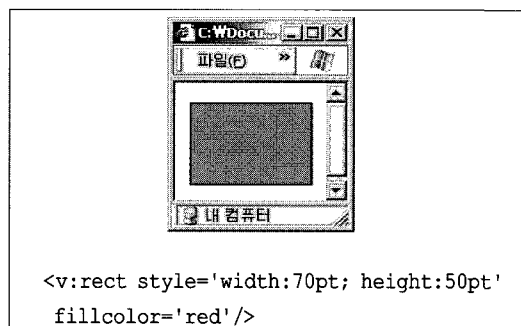 C:₩Docu...
파일(F) »
내 컴퓨터
<v:rect style='width:70pt; height:50pt'
fillcolor='red'/>